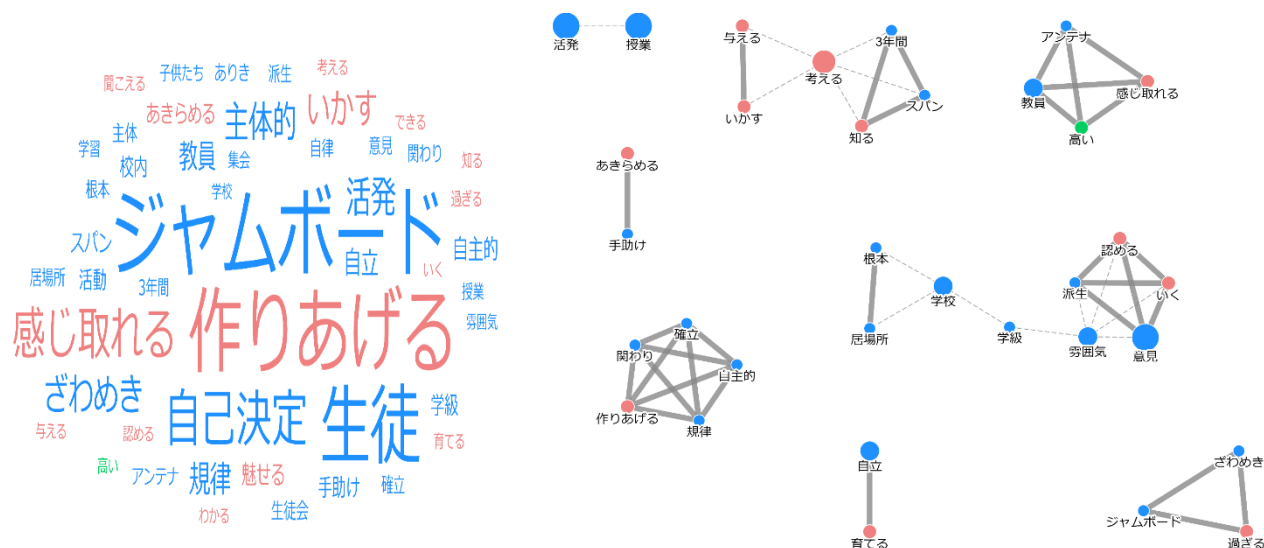 考える
子供たち ありき 派生
聞こえる
あきらめる 主体的 いかす
できる
主体
学習 校内 教員 集会 自律 意見 関わり 知る
根本 学校 活発 過ぎる
ジャムボード
スパン 自立 自主的
いく
居場所 活動 3年間 授業
雰囲気
感じ取れる 作りあげる
ざわめき 自己決定 生徒 学級
与える 認める 育てる
高い アンテナ 規律 魅せる 手助け 確立
わかる 生徒会
活発 授業
与える
考える
3年間
スパン
いかす
知る
アンテナ
教員
感じ取れる
高い
あきらめる
手助け
根本
学校
居場所
学級
認める
派生
いく
雰囲気
意見
確立
関わり
自主的
作りあげる
規律
自立
育てる
ざわめき
ジャムボード
過ぎる